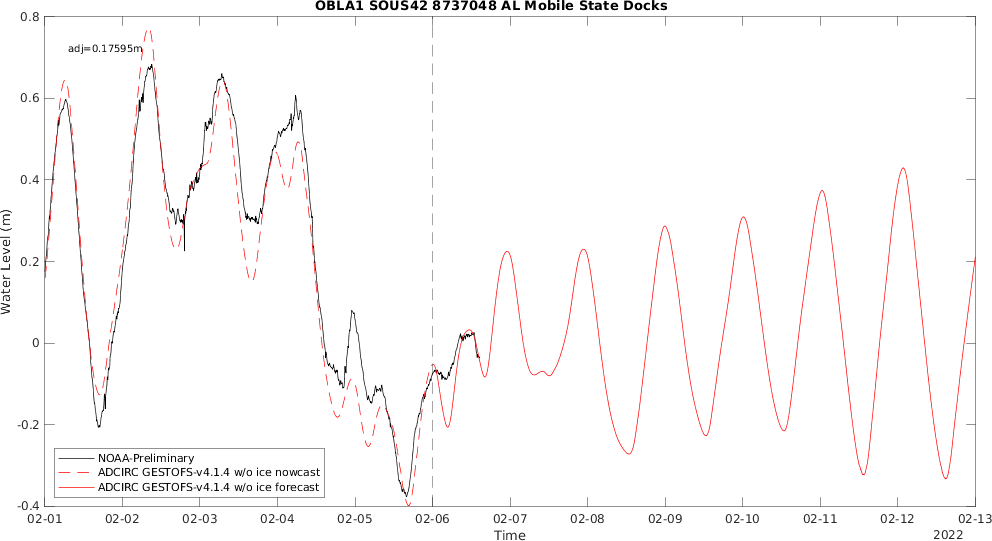 OBLA1 SOUS42 8737048 AL Mobile State Docks
adj=0.17595m
0.8
0.6
0.4
0.2
0
-0.2
-0.4
Water Level (m)
NOAA-Preliminary
ADCIRC GESTOFS-v4.1.4 w/o ice nowcast
ADCIRC GESTOFS-v4.1.4 w/o ice forecast
02-01 02-02 02-03 02-04 02-05 02-06 02-07 02-08 02-09 02-10 02-11 02-12 02-13
Time
2022